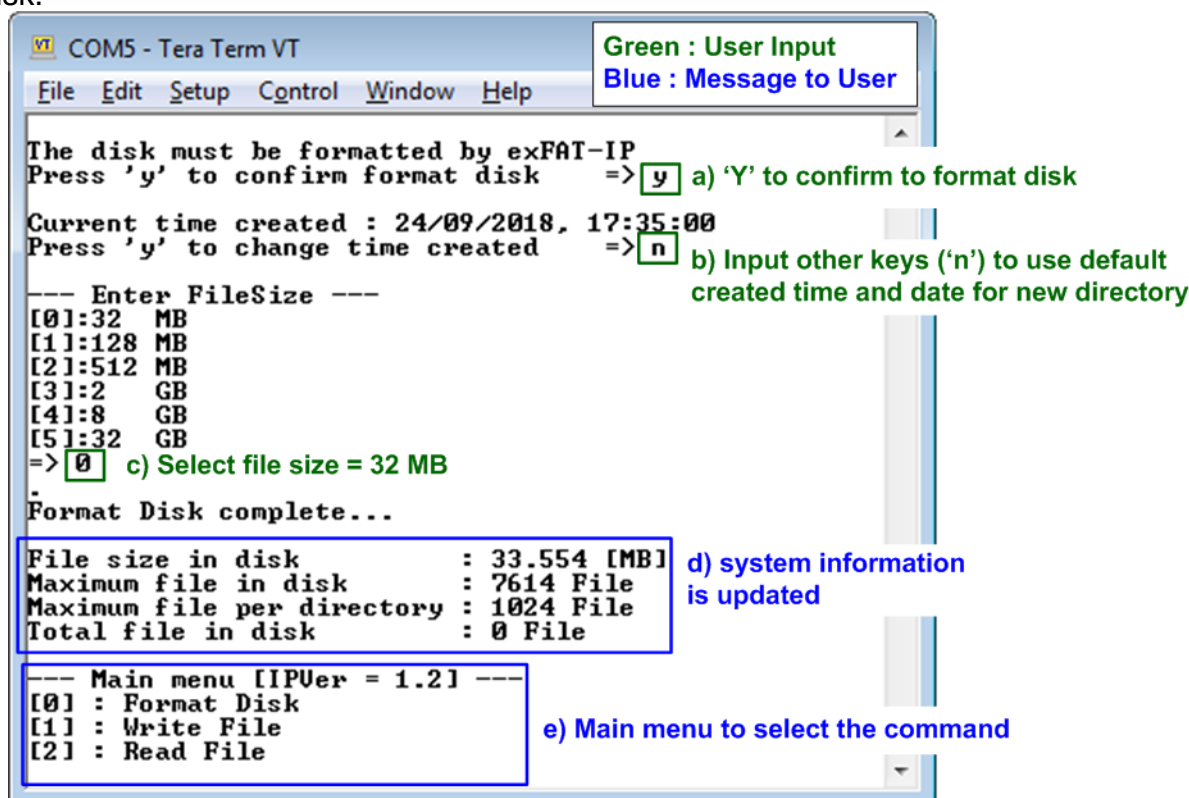 COM5 - Tera Term VT
Green : User Input
Blue : Message to User
File Edit Setup Control Window Help
The disk must be formatted by exFAT-IP
Press 'y' to confirm format disk => y a) ‘Y’ to confirm to format disk
Current time created : 24/09/2018, 17:35:00
Press 'y' to change time created => n
b) Input other keys (‘n’) to use default
created time and date for new directory
--- Enter FileSize ---
[0]:32 MB
[1]:128 MB
[2]:512 MB
[3]:2 GB
[4]:8 GB
[5]:32 GB
=> 0 c) Select file size = 32 MB
.
Format Disk complete...
File size in disk : 33.554 [MB]
Maximum file in disk : 7614 File
Maximum file per directory : 1024 File
Total file in disk : 0 File
d) system information
is updated
--- Main menu [IPVer = 1.2] ---
[0] : Format Disk
[1] : Write File
[2] : Read File
e) Main menu to select the command